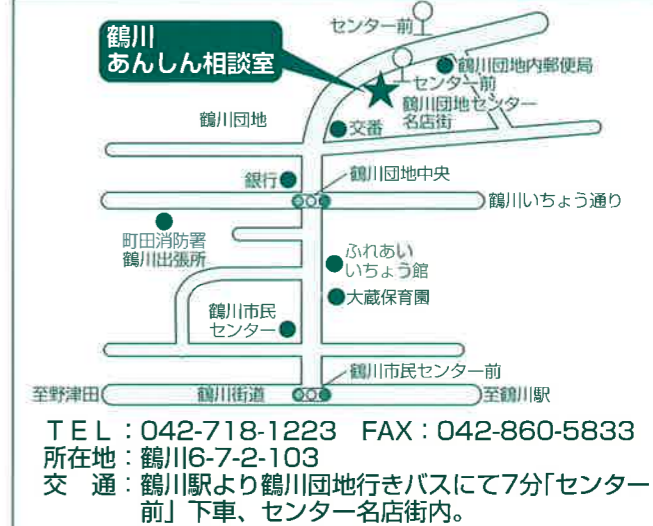 鶴川
あんしん相談室
センター前
センター前
鶴川団地内郵便局
鶴川団地センター
名店街
交番
鶴川団地
銀行
鶴川団地中央
鶴川いちょう通り
町田消防署
鶴川出張所
ふれあい
いちょう館
大蔵保育園
鶴川市民
センター
鶴川市民センター前
至野津田
鶴川街道
至鶴川駅
TEL:042-718-1223 FAX:042-860-5833
所在地:鶴川6-7-2-103
交 通:鶴川駅より鶴川団地行きバスにて7分「センター
前」下車、センター名店街内。